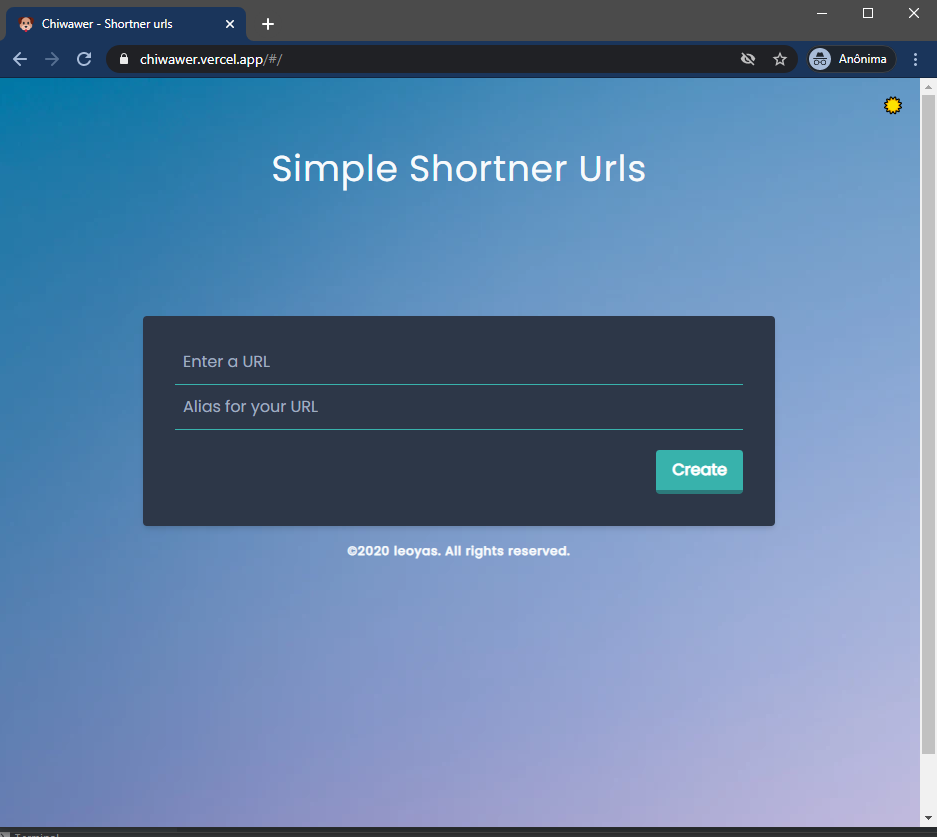 Chiwawer - Shortner urls
chiwawer.vercel.app/#/
Anônima
Simple Shortner Urls
Enter a URL
Alias for your URL
Create
©2020 leoyas. All rights reserved.